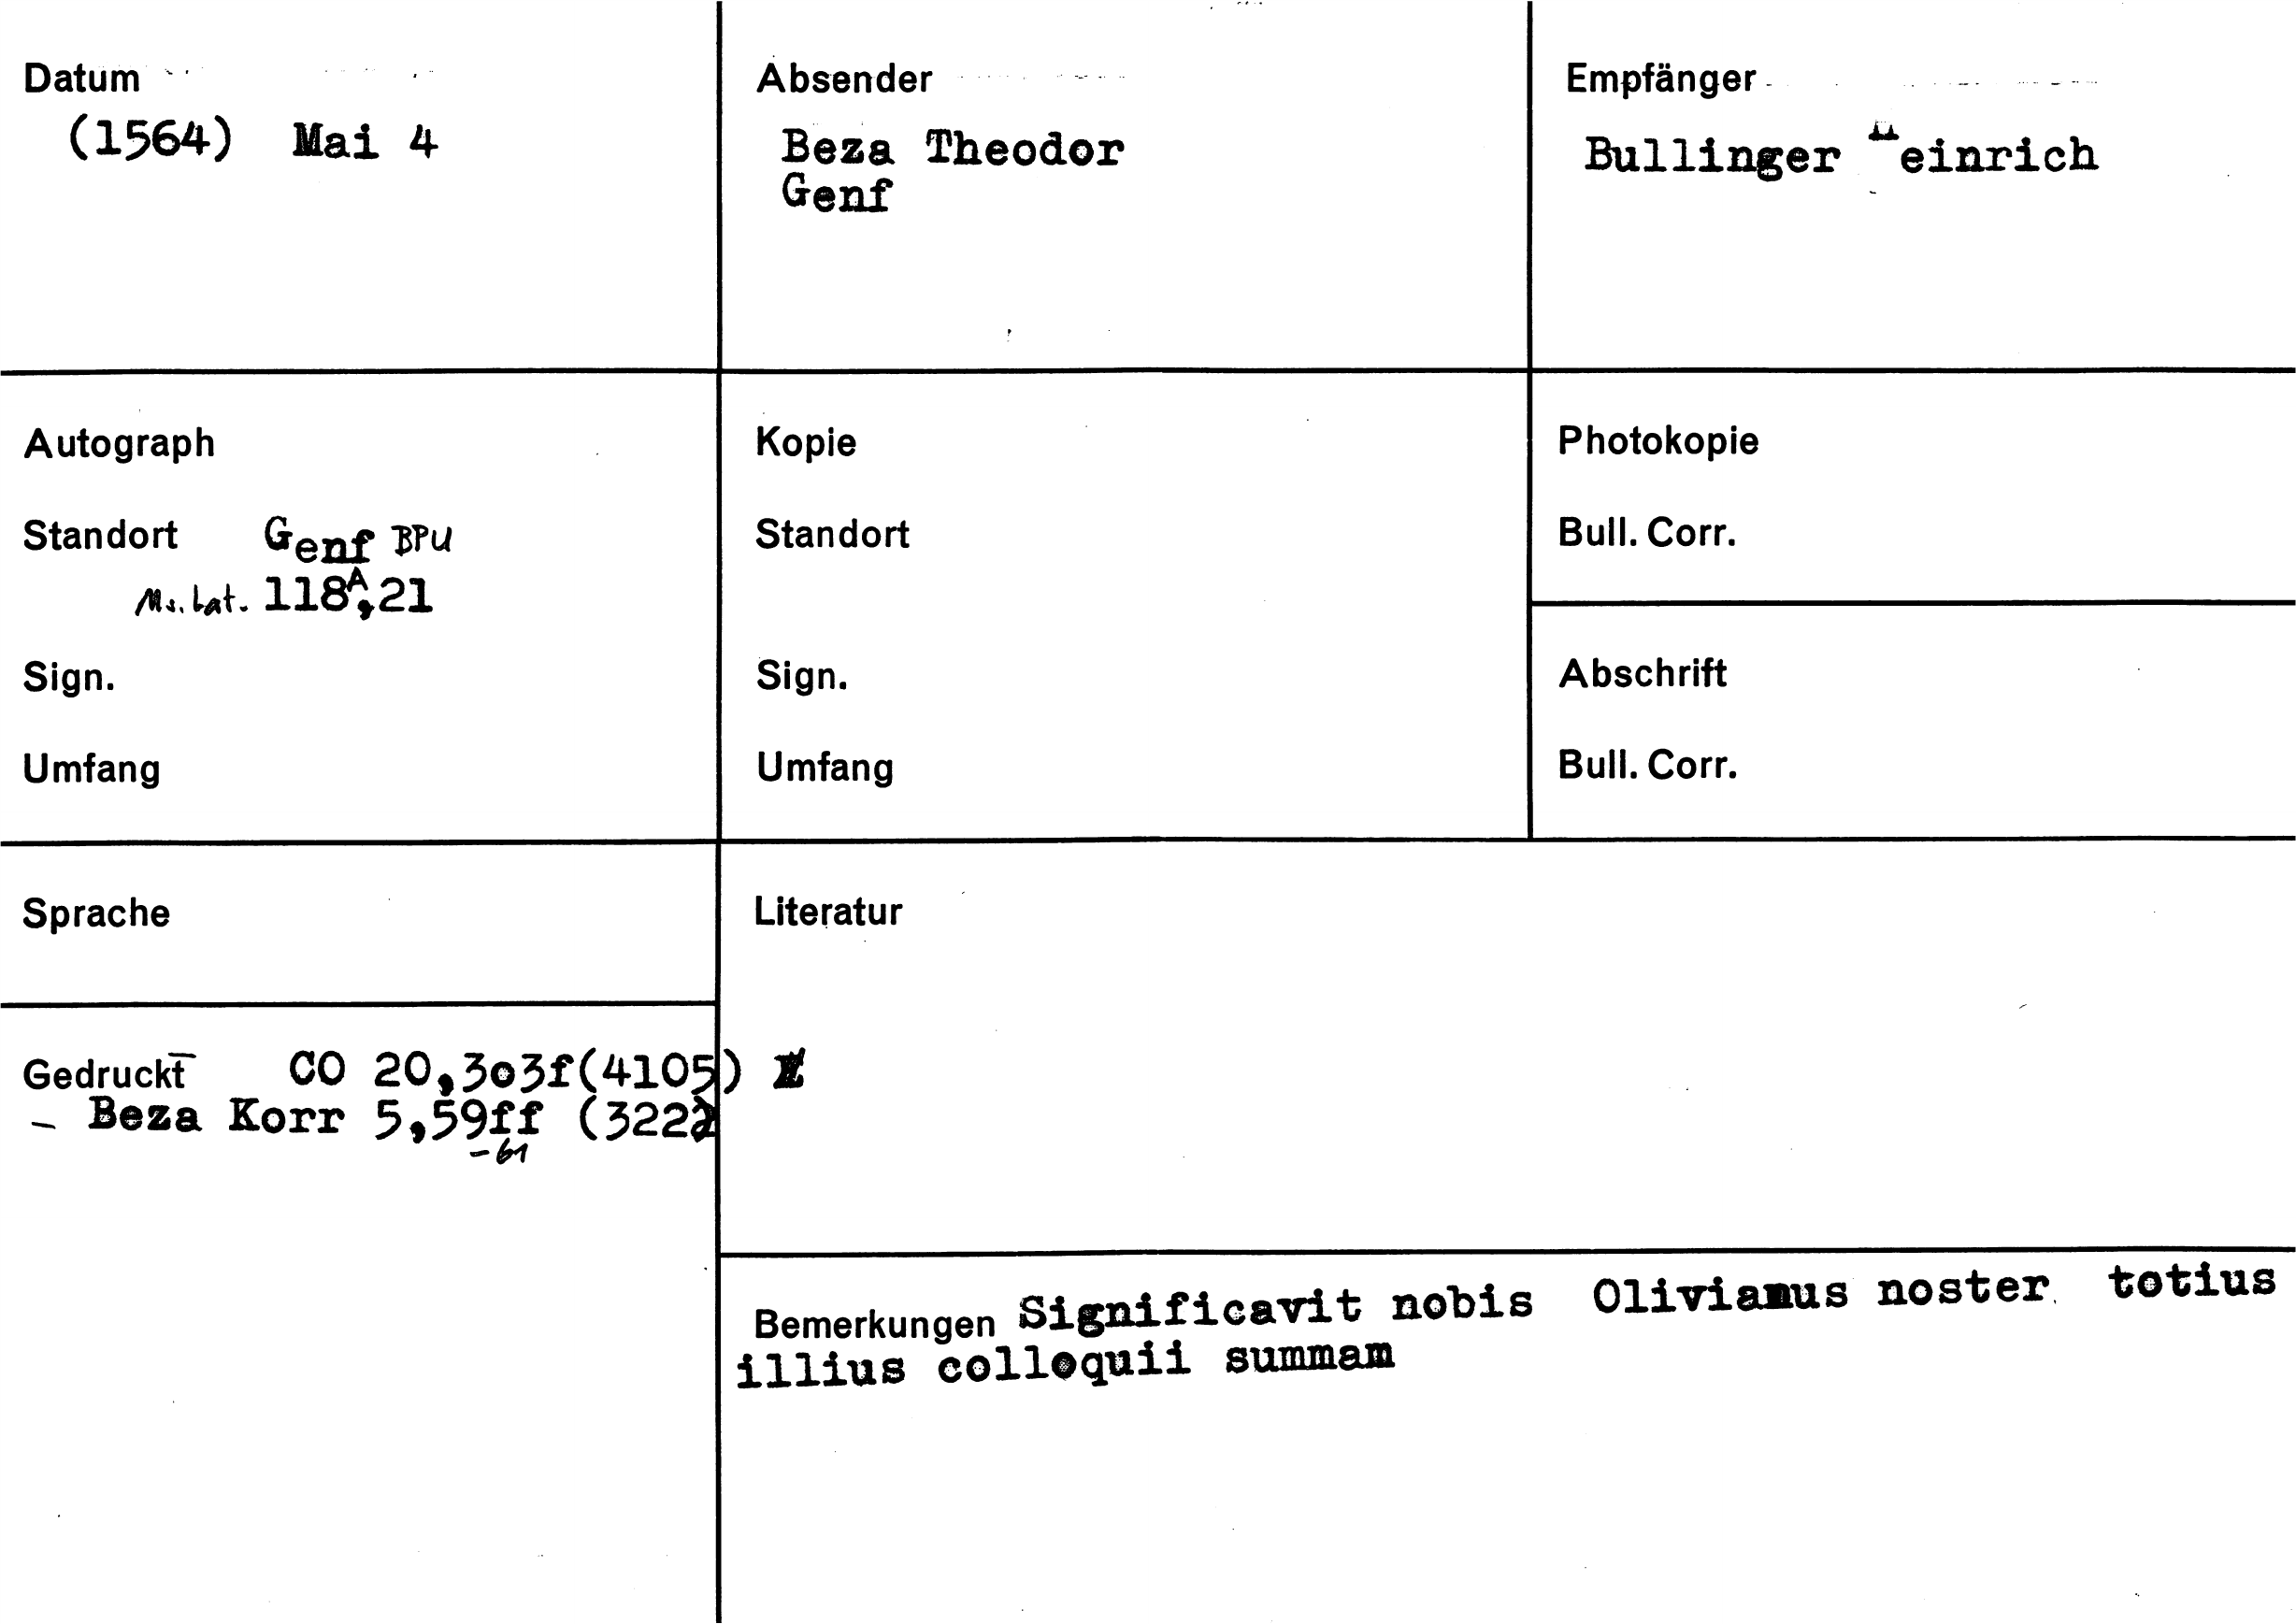 Datum
(1564) Mai 4
Absender
Beza Theodor
Genf
Empfänger
Bullinger Heinrich
Autograph
Standort Genf BPU
Ms. Lat. 118A,21
Sign.
Umfang
Kopie
Standort
Sign.
Umfang
Photokopie
Bull. Corr.
Abschrift
Bull. Corr.
Sprache
Gedruckt CO 20,3o3f(4105)
- Beza Korr 5,59ff (322
-61
Literatur
Bemerkungen Significavit nobis Olivianus noster totius
illius colloquii summam